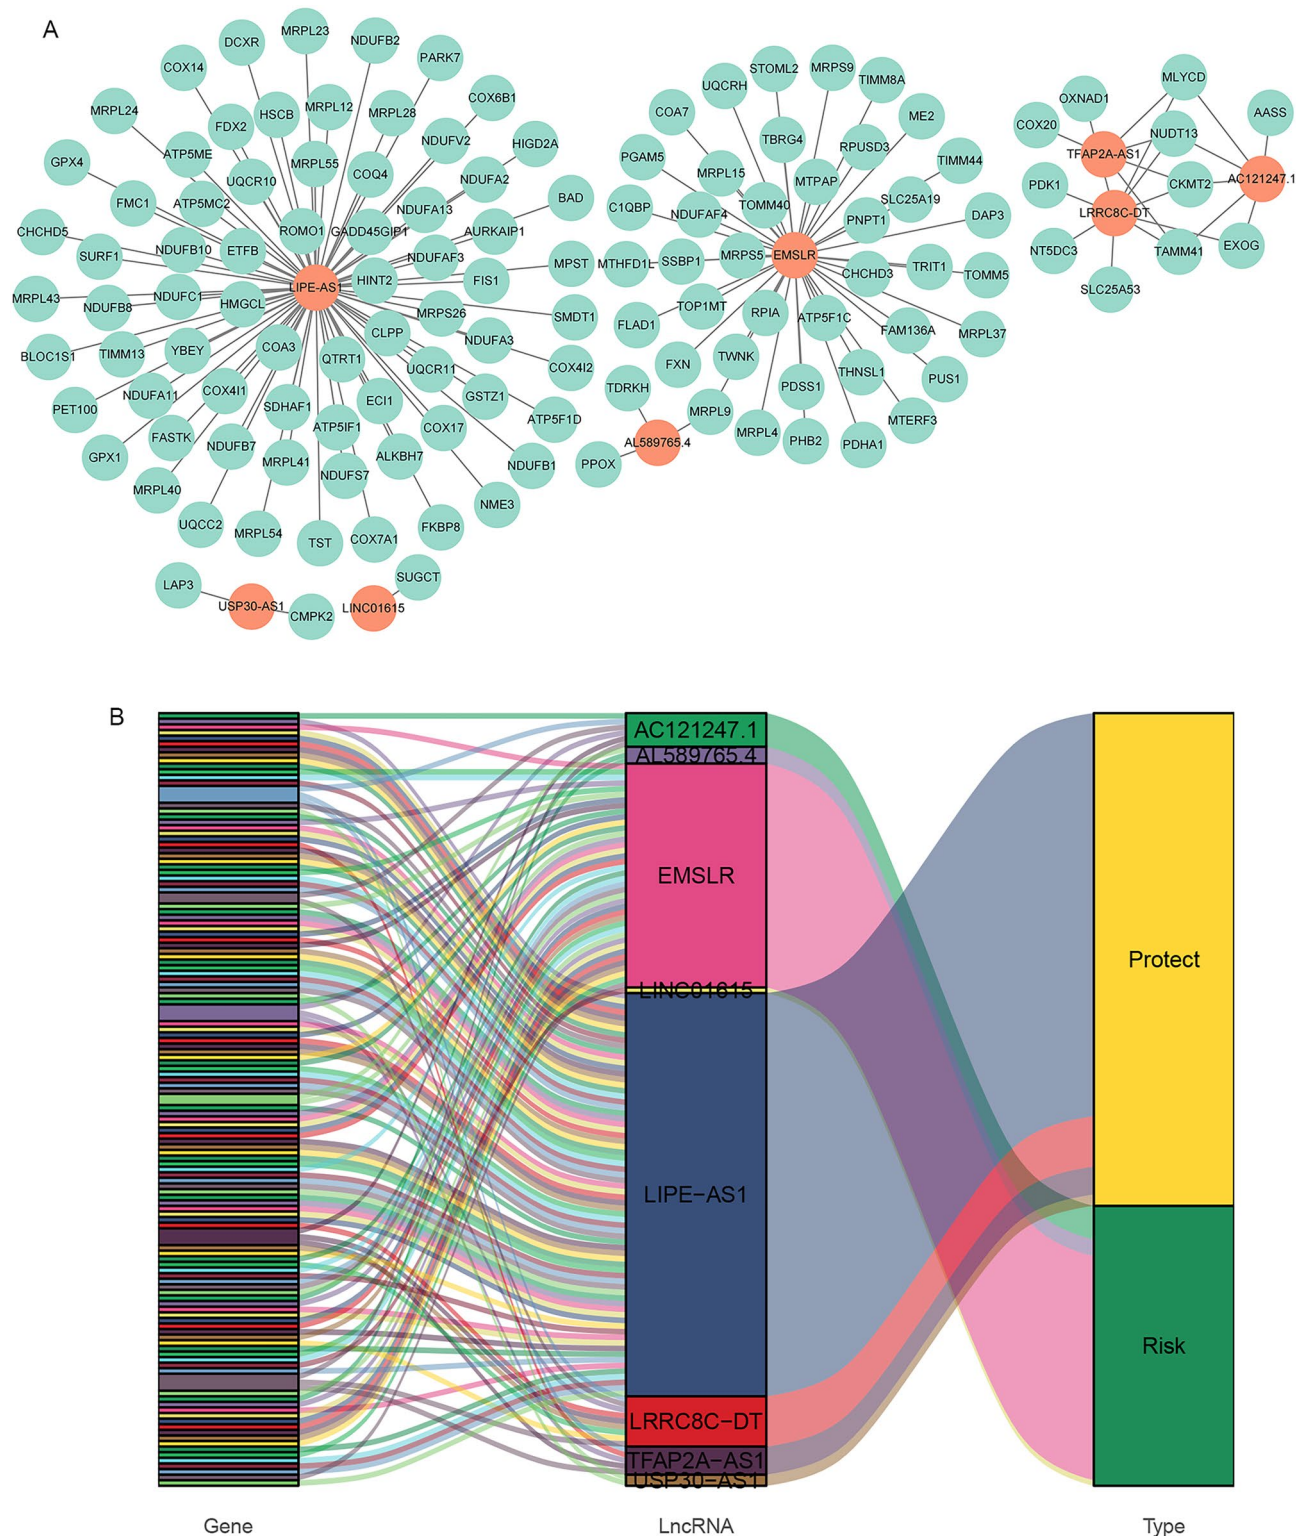 A
MRPL23
DCXR
NDUFB2
PARK7
COX14
COX6B1
MRPL24
MRPL12
MRPL28
HSCB
FDX2
NDUFV2
HIGD2A
GPX4
ATP5ME
MRPL55
COQ4
UQCR10
NDUFA2
BAD
FMC1
ATP5MC2
NDUFA13
CHCHD5
ROMO1
GADD45GIP1
AURKAIP1
SURF1
NDUFB10
ETFB
NDUFAF3
MPST
MRPL43
NDUFB8
NDUFC1
HMGCL
LIPE-AS1
HINT2
FIS1
MRPS26
SMDT1
BLOC1S1
TIMM13
YBEY
COA3
QTRT1
CLPP
NDUFA3
UQCR11
COX4I2
PET100
NDUFA11
COX4I1
SDHAF1
ECI1
GSTZ1
ATP5F1D
GPX1
FASTK
NDUFB7
ATP5IF1
COX17
MRPL40
MRPL41
NDUFS7
ALKBH7
NDUFB1
UQCC2
MRPL54
TST
COX7A1
FKBP8
NME3
LAP3
USP30-AS1
CMPK2
LINC01615
SUGCT
STOML2
MRPS9
UQCRH
TIMM8A
COA7
ME2
TBRG4
RPUSD3
PGAM5
TIMM44
MRPL15
MTPAP
SLC25A19
C1QBP
NDUFAF4
TOMM40
PNPT1
DAP3
MTHFD1L
SSBP1
MRPS5
EMSLR
CHCHD3
TRIT1
TOMM5
FLAD1
TOP1MT
RPIA
ATP5F1C
FAM136A
MRPL37
FXN
TWNK
THNSL1
PUS1
TDRKH
PDSS1
MRPL9
MTERF3
AL589765.4
MRPL4
PHB2
PDHA1
PPOX
MLYCD
OXNAD1
AASS
COX20
NUDT13
TFAP2A-AS1
AC121247.1
PDK1
CKMT2
LRRC8C-DT
NT5DC3
TAMM41
EXOG
SLC25A53
B
AC121247.1
AL589765.4
EMSLR
LINC01615
LIPE−AS1
LRRC8C−DT
TFAP2A−AS1
USP30−AS1
Protect
Risk
Gene
LncRNA
Type